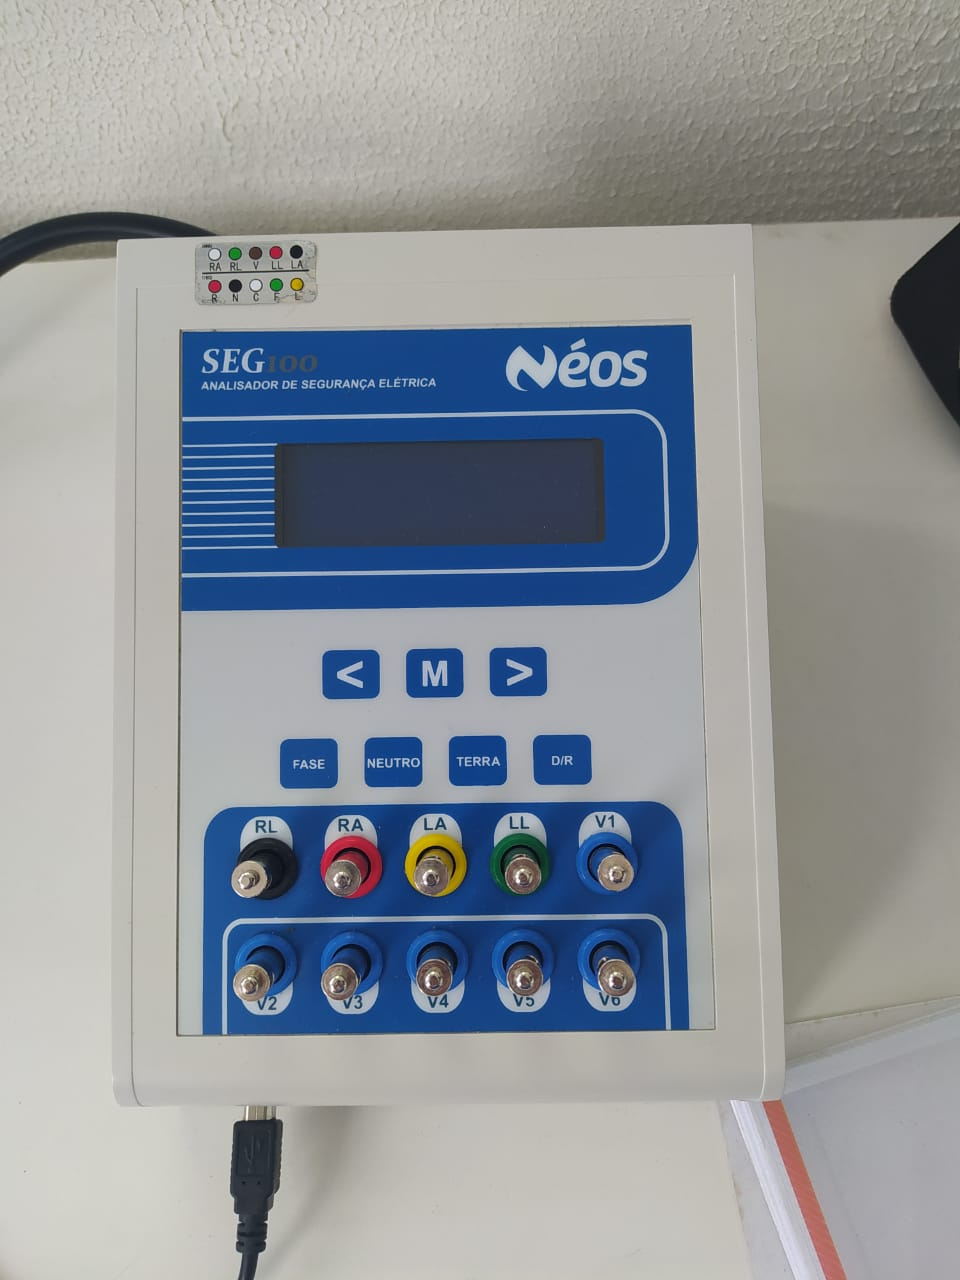 RA RL V LL LA
R N C F L
SEG100
ANALISADOR DE SEGURANÇA ELÉTRICA
Néos
< M >
FASE NEUTRO TERRA D/R
RL RA LA LL V1
V2 V3 V4 V5 V6